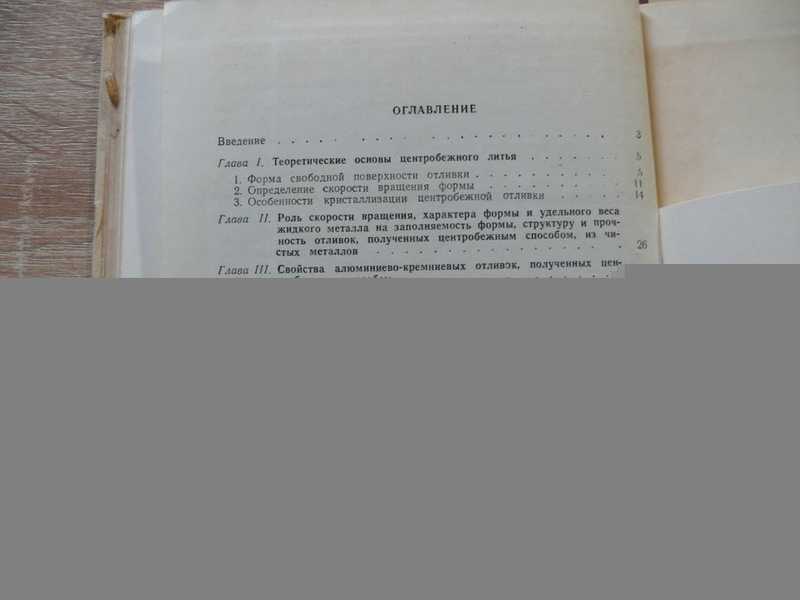 ОГЛАВЛЕНИЕ
Введение . . . . . . . . . . . . . . 3
Глава I. Теоретические основы центробежного литья . . . . . . . 5
1. Форма свободной поверхности отливки . . . . . . . . . 5
2. Определение скорости вращения формы . . . . . . . . . 11
3. Особенности кристаллизации центробежной отливки . . . . . 14
Глава II. Роль скорости вращения, характера формы и удельного веса
жидкого металла на заполняемость формы, структуру и проч-
ность отливок, полученных центробежным способом, из чи-
стых металлов . . . . . . . . . . . . . . . . 26
Глава III. Свойства алюминиево-кремниевых отливок, полученных цен-